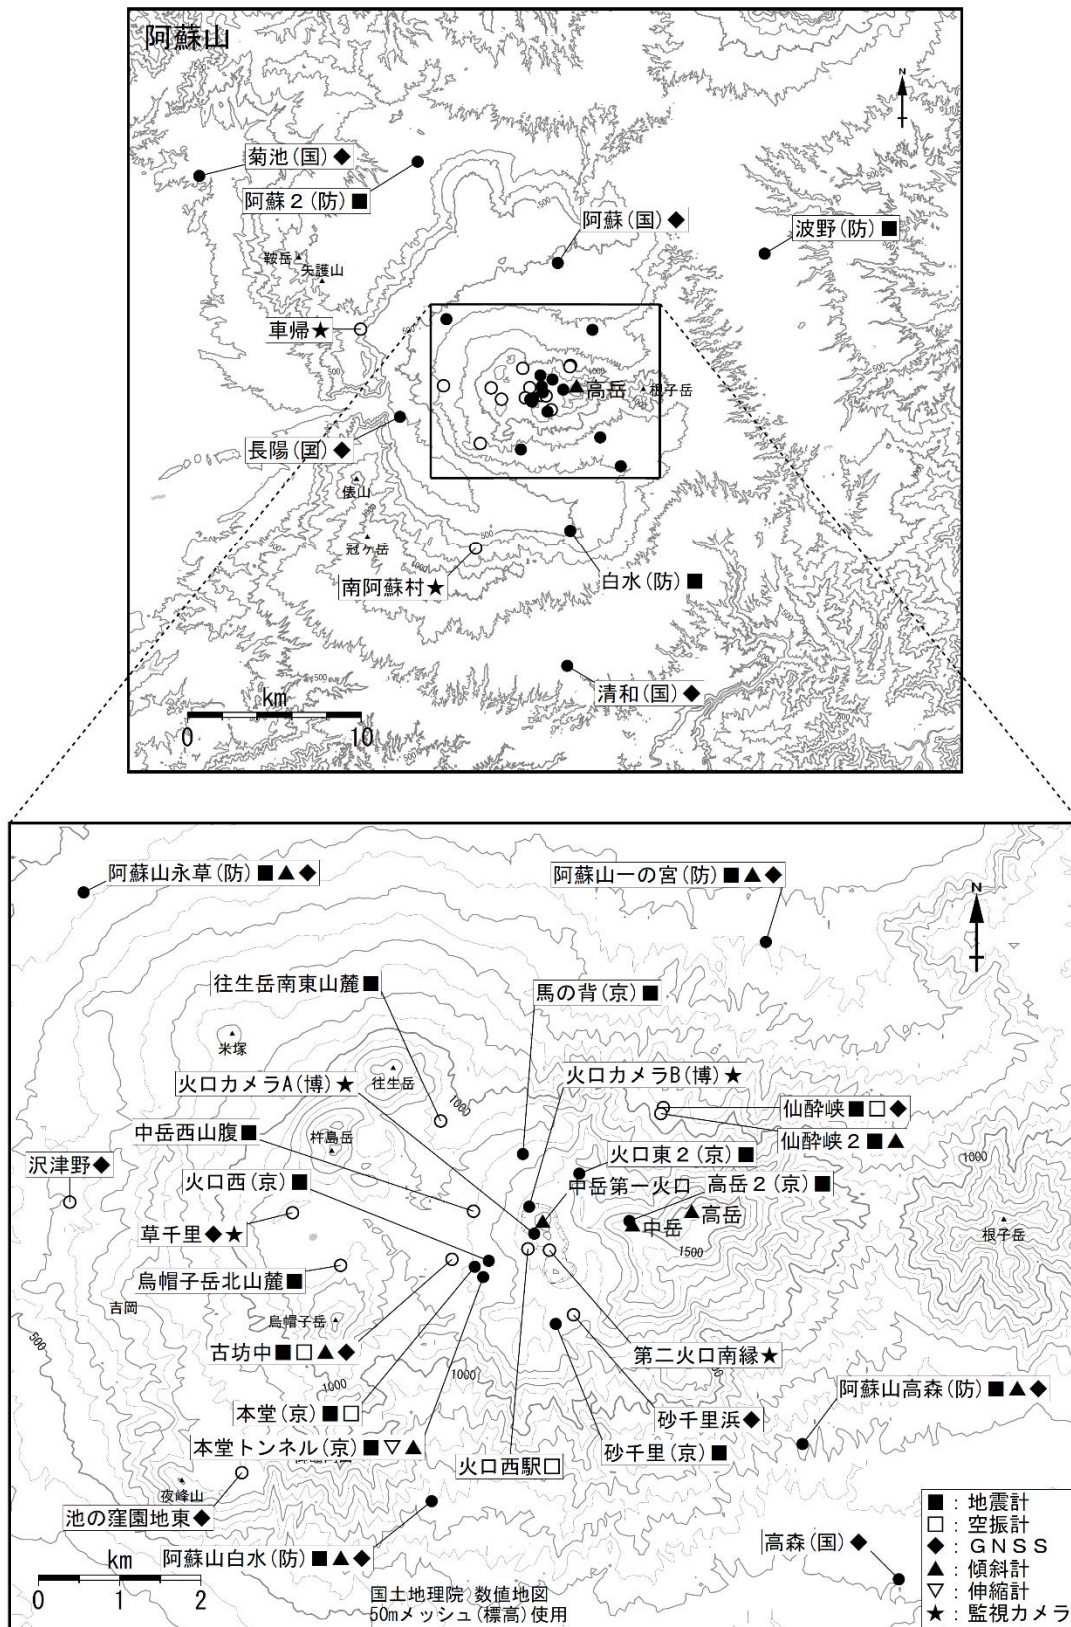 阿蘇山
N
菊池(国)◆
阿蘇2(防)■
阿蘇(国)◆
波野(防)■
鞍岳
矢護山
車帰★
高岳
根子岳
長陽(国)◆
俵山
冠ケ岳
南阿蘇村★
白水(防)■
清和(国)◆
km
0 10
阿蘇山永草(防)■▲◆
阿蘇山一の宮(防)■▲◆
N
往生岳南東山麓■
馬の背(京)■
米塚
火口カメラA(博)★
往生岳
火口カメラB(博)★
1000
仙酔峡■□◆
中岳西山腹■
杵島岳
仙酔峡2■▲
沢津野◆
火口西(京)■
火口東2(京)■
1000
中岳第一火口
高岳2(京)■
草千里◆★
中岳
高岳
根子岳
1500
烏帽子岳北山麓■
吉岡
烏帽子岳
500
古坊中■□▲◆
第二火口南縁★
1000
1000
本堂(京)■□
阿蘇山高森(防)■▲◆
砂千里浜◆
本堂トンネル(京)■▽▲
火口西駅□
砂千里(京)■
夜峰山
池の窪園地東◆
阿蘇山白水(防)■▲◆
高森(国)◆
km
0 1 2
国土地理院 数値地図
50mメッシュ(標高)使用
■:地震計
□:空振計
◆:GNSS
▲:傾斜計
▽:伸縮計
★:監視カメラ